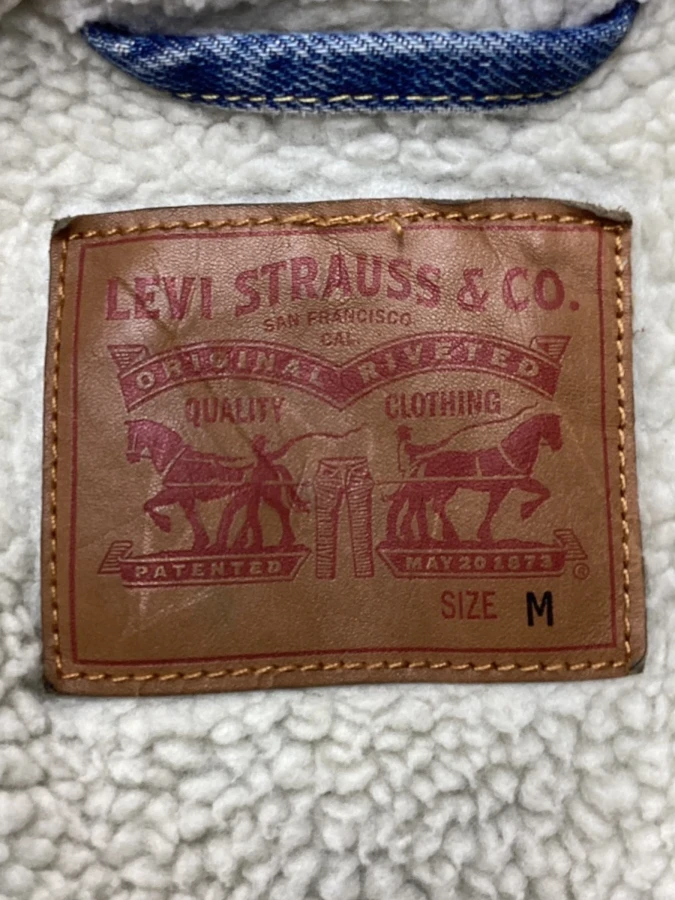 LEVI STRAUSS & CO.
SAN FRANCISCO
CAL.
ORIGINAL RIVETED
QUALITY CLOTHING
PATENTED MAY 20 1873 ®
SIZE M